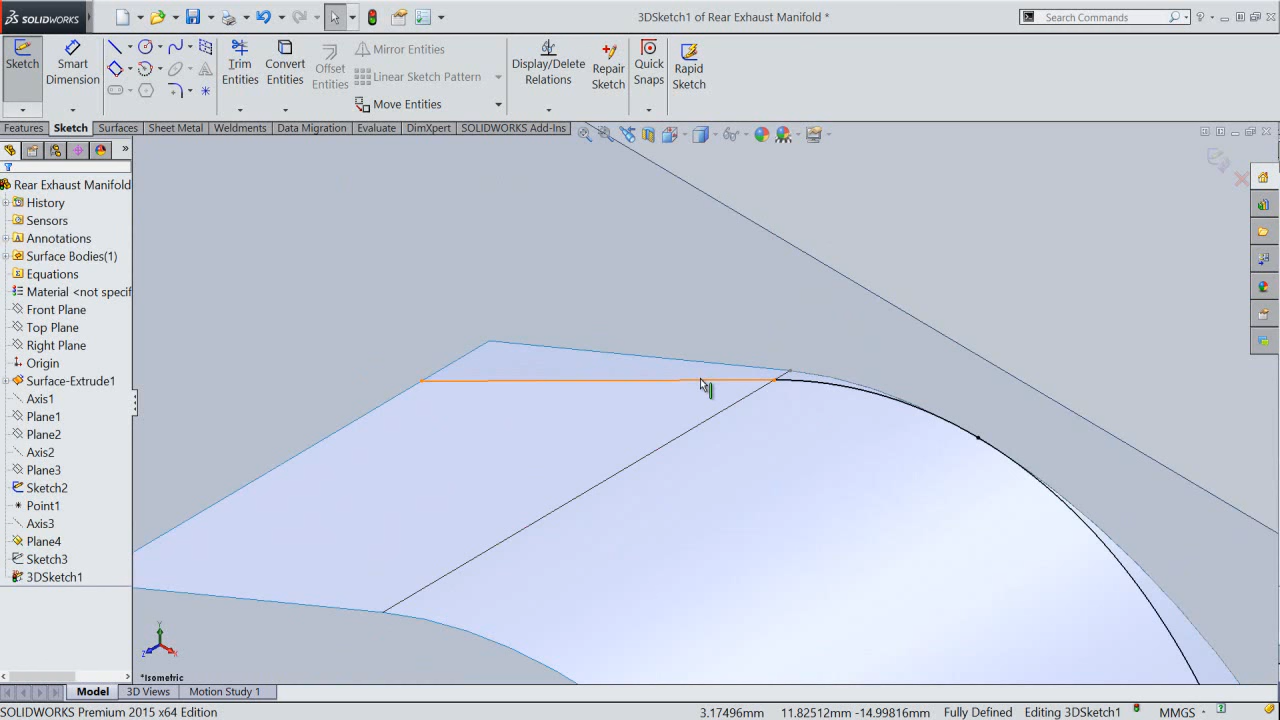 SOLIDWORKS
3DSketch1 of Rear Exhaust Manifold *
Search Commands
?
Sketch
Smart Dimension
Trim Entities
Convert Entities
Offset Entities
Mirror Entities
Linear Sketch Pattern
Move Entities
Display/Delete Relations
Repair Sketch
Quick Snaps
Rapid Sketch
Features
Sketch
Surfaces
Sheet Metal
Weldments
Data Migration
Evaluate
DimXpert
SOLIDWORKS Add-Ins
»
Rear Exhaust Manifold
History
Sensors
Annotations
Surface Bodies(1)
Equations
Material <not specif
Front Plane
Top Plane
Right Plane
Origin
Surface-Extrude1
Axis1
Plane1
Plane2
Axis2
Plane3
Sketch2
Point1
Axis3
Plane4
Sketch3
3DSketch1
Y
Z
X
*Isometric
Model
3D Views
Motion Study 1
SOLIDWORKS Premium 2015 x64 Edition
3.17496mm
11.82512mm -14.99816mm
Fully Defined
Editing 3DSketch1
MMGS